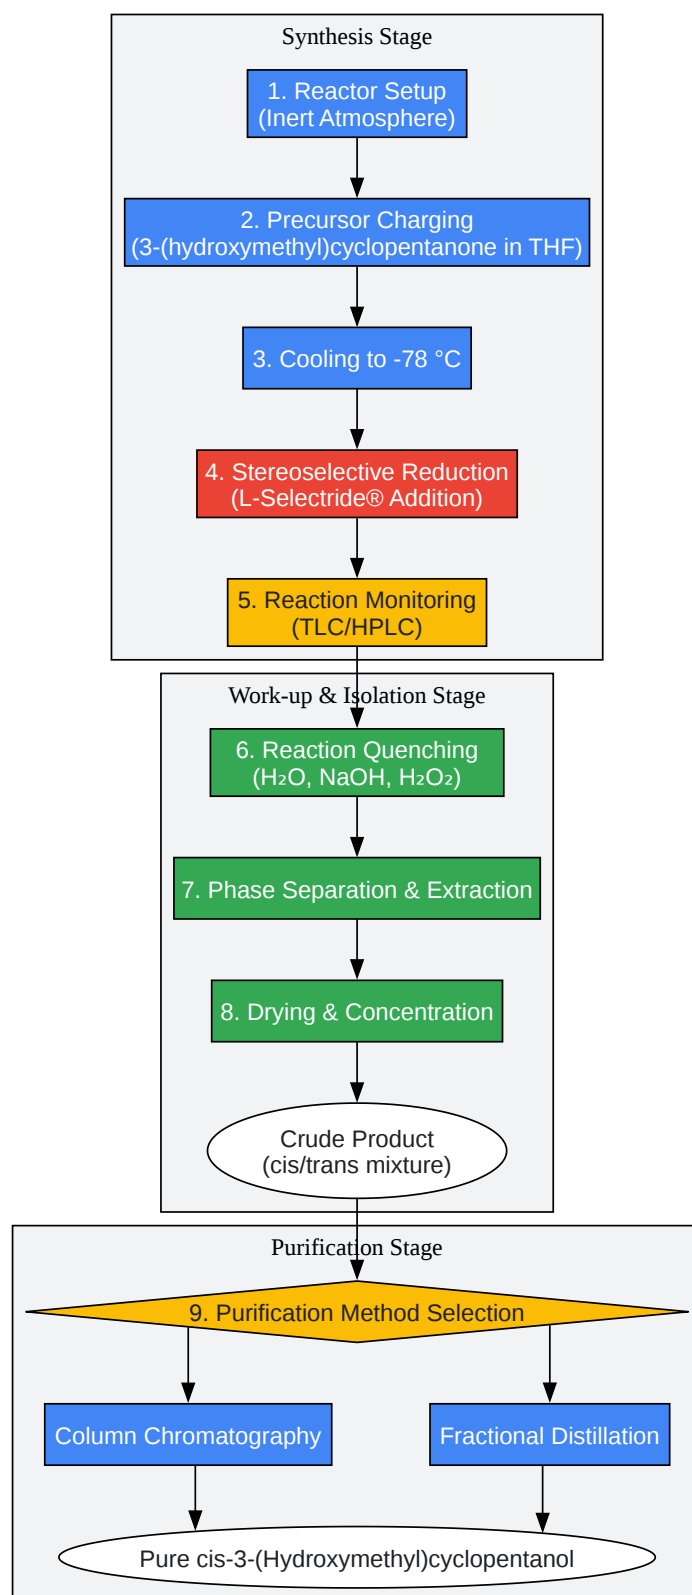 Synthesis Stage
1. Reactor Setup
(Inert Atmosphere)
2. Precursor Charging
(3-(hydroxymethyl)cyclopentanone in THF)
3. Cooling to -78 °C
4. Stereoselective Reduction
(L-Selectride® Addition)
5. Reaction Monitoring
(TLC/HPLC)
Work-up & Isolation Stage
6. Reaction Quenching
(H₂O, NaOH, H₂O₂)
7. Phase Separation & Extraction
8. Drying & Concentration
Crude Product
(cis/trans mixture)
Purification Stage
9. Purification Method Selection
Column Chromatography
Fractional Distillation
Pure cis-3-(Hydroxymethyl)cyclopentanol